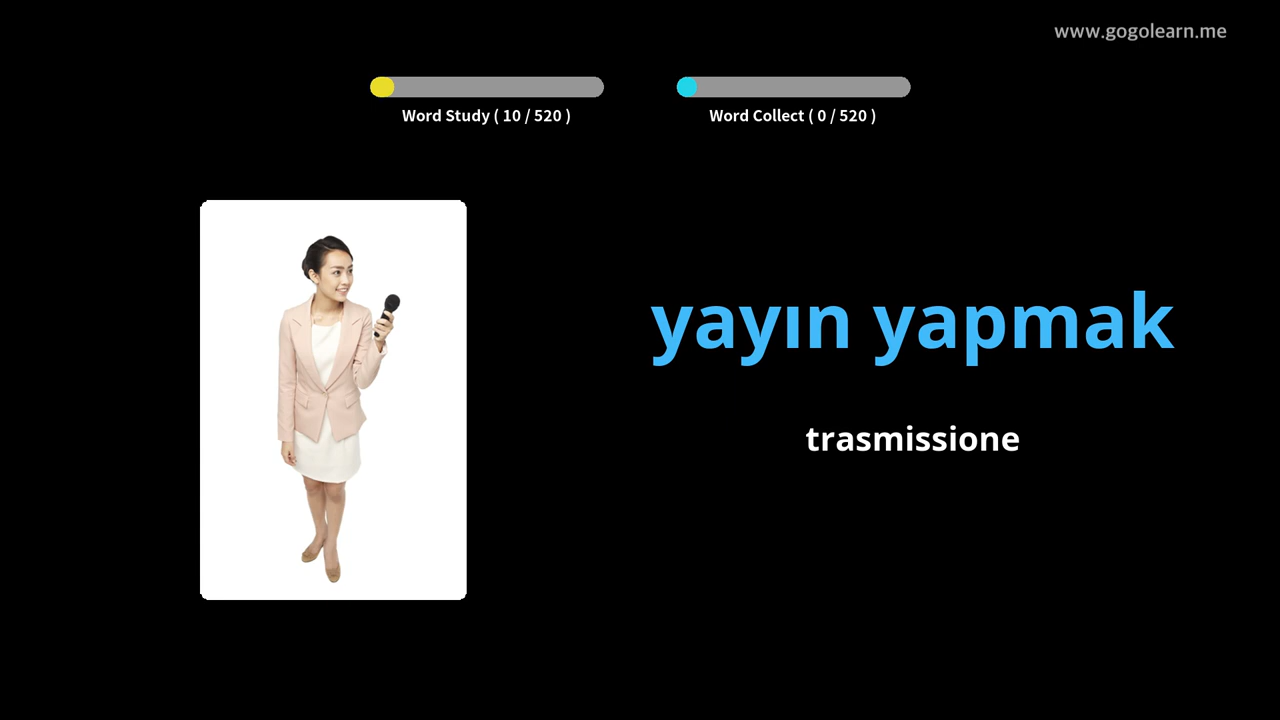 www.gogolearn.me
Word Study ( 10 / 520 )
Word Collect ( 0 / 520 )
yayın yapmak
trasmissione